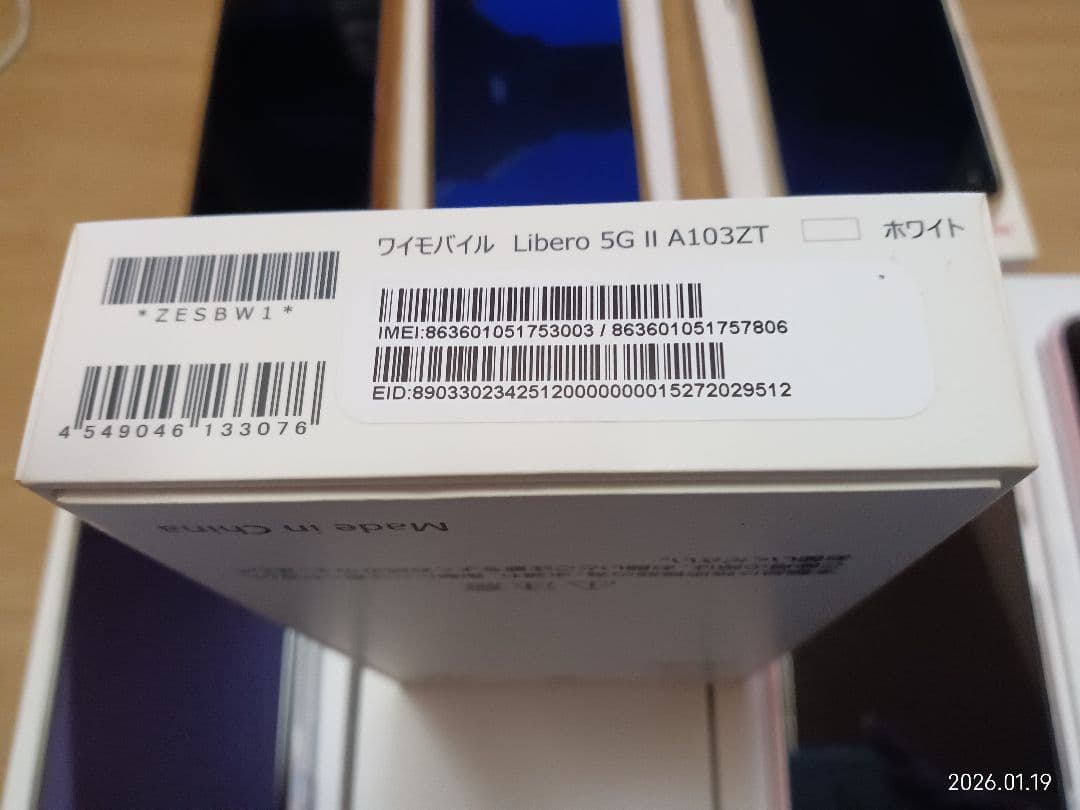 ワイモバイル Libero 5G II A103ZT ホワイト
*ZESBW1*
IMEI:863601051753003 / 863601051757806
EID:89033023425120000000015272029512
4 549046 133076
Made in China
2026.01.19